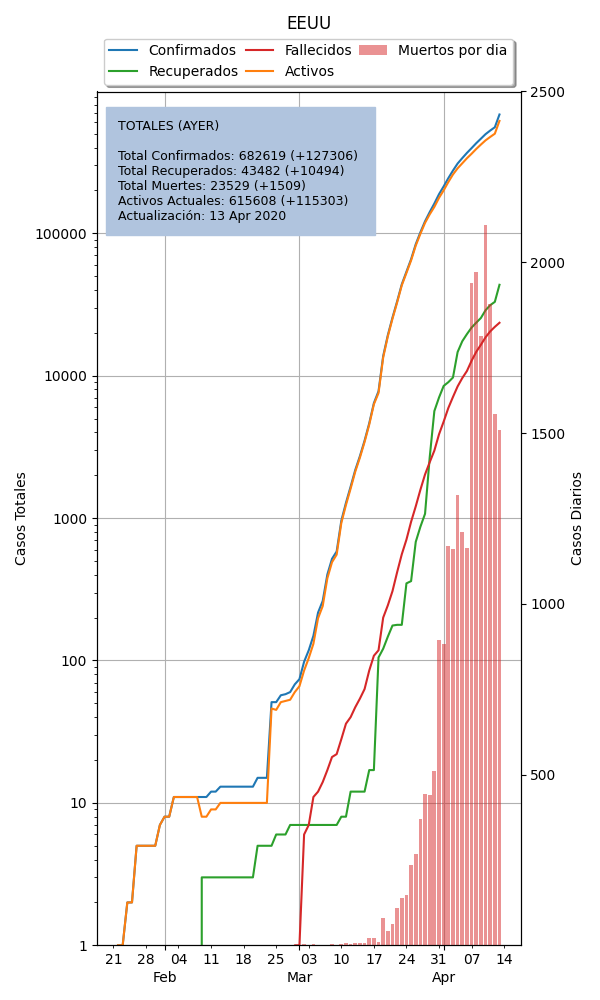 EEUU
Confirmados Fallecidos Muertos por dia
Recuperados Activos
TOTALES (AYER)
Total Confirmados: 682619 (+127306)
Total Recuperados: 43482 (+10494)
Total Muertes: 23529 (+1509)
Activos Actuales: 615608 (+115303)
Actualización: 13 Apr 2020
Casos Totales
100000
10000
1000
100
10
1
2500
2000
1500
1000
500
Casos Diarios
21 28 04 11 18 25 03 10 17 24 31 07 14
Feb Mar Apr